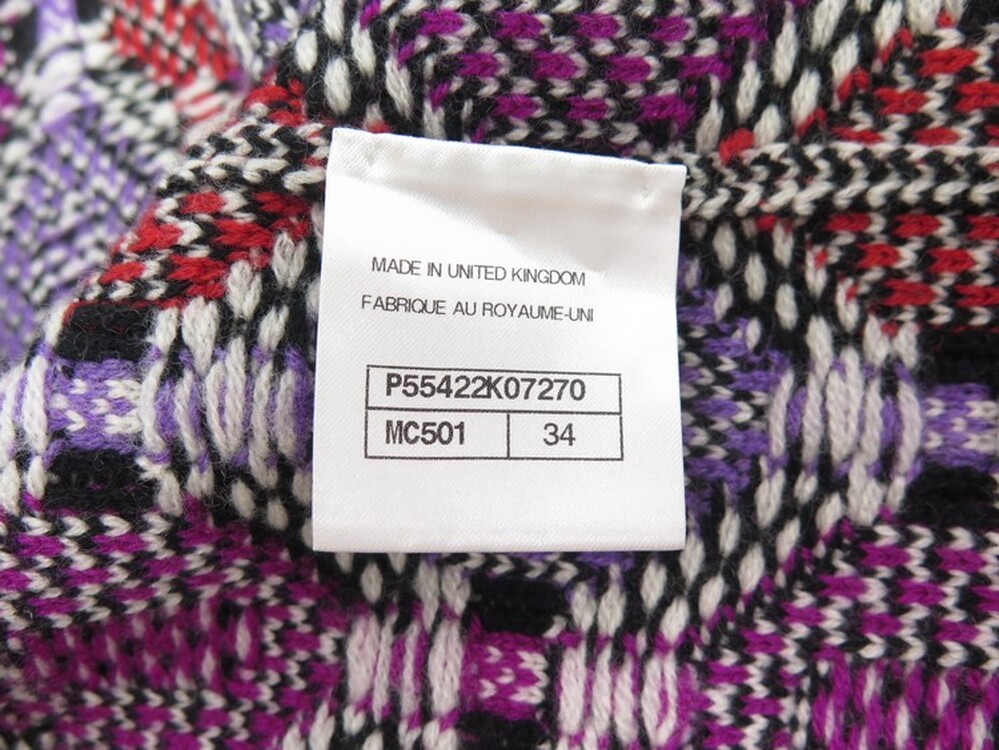 MADE IN UNITED KINGDOM
FABRIQUE AU ROYAUME-UNI
P55422K07270
MC501 34